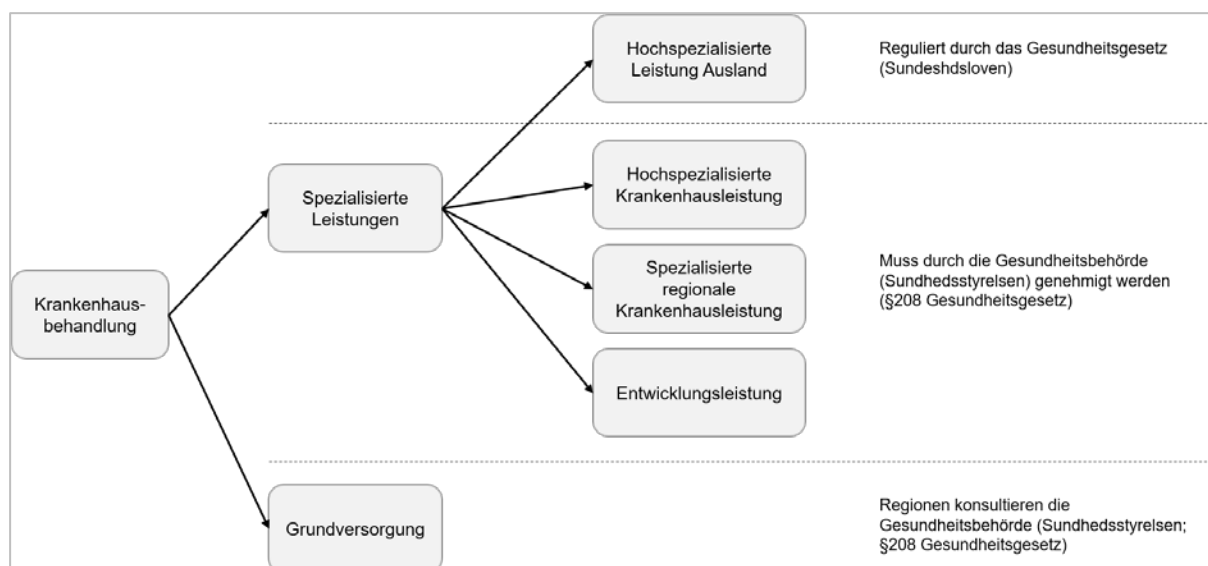 Hochspezialisierte
Leistung Ausland
Reguliert durch das Gesundheitsgesetz
(Sundeshdsloven)
Spezialisierte
Leistungen
Hochspezialisierte
Krankenhausleistung
Spezialisierte
regionale
Krankenhausleistung
Muss durch die Gesundheitsbehörde
(Sundhedsstyrelsen) genehmigt werden
(§208 Gesundheitsgesetz)
Krankenhaus-
behandlung
Entwicklungsleistung
Grundversorgung
Regionen konsultieren die
Gesundheitsbehörde (Sundhedsstyrelsen;
§208 Gesundheitsgesetz)